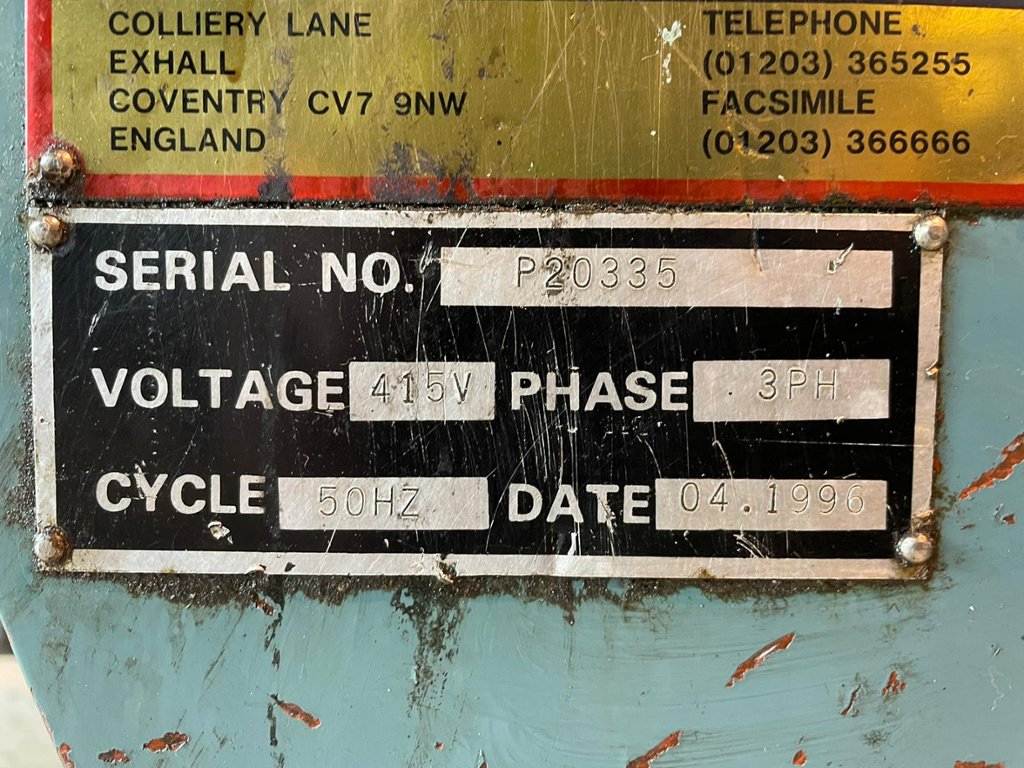 COLLIERY LANE
EXHALL
COVENTRY CV7 9NW
ENGLAND
TELEPHONE
(01203) 365255
FACSIMILE
(01203) 366666
SERIAL NO. P20335
VOLTAGE 415V PHASE 3PH
CYCLE 50HZ DATE 04.1996